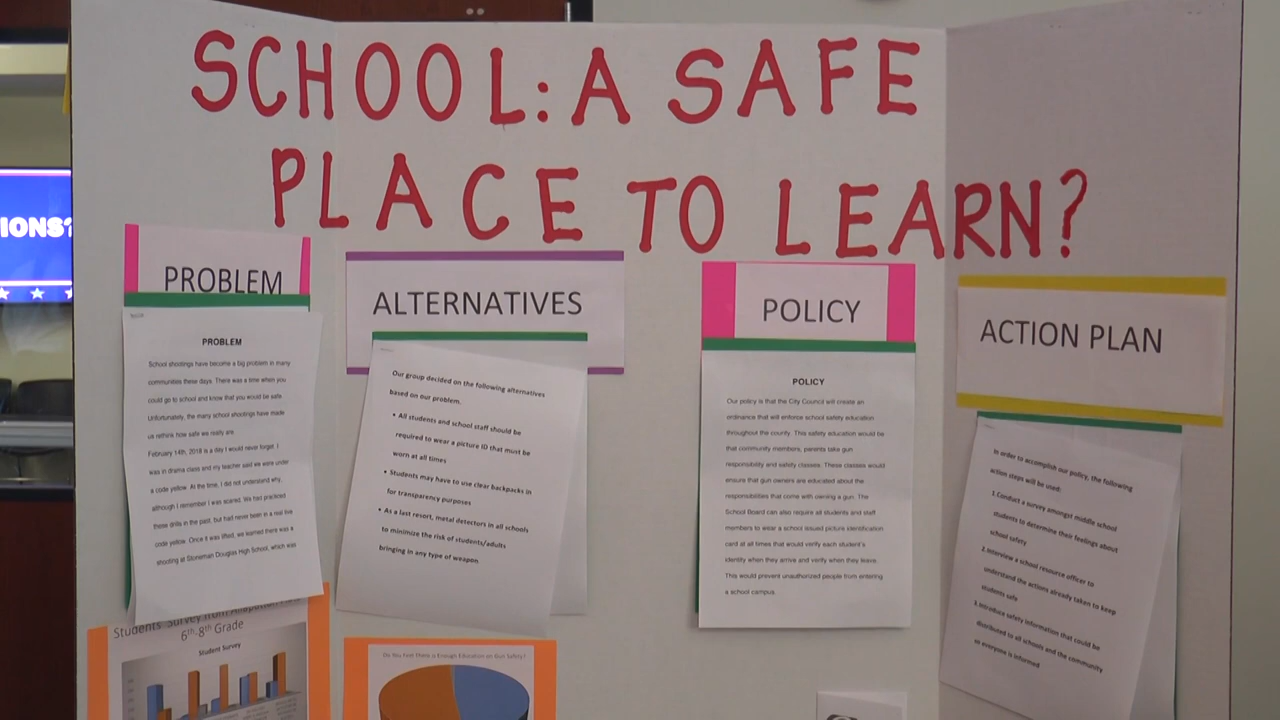 SCHOOL: A SAFE
PLACE TO LEARN?
IONS?
PROBLEM
PROBLEM
School shootings have become a big problem in many
communities these days. There was a time when you
could go to school and know that you would be safe.
Unfortunately, the many school shootings have made
us rethink how safe we really are.
February 14th, 2018 is a day I would never forget. I
was in drama class and my teacher said we were under
a code yellow. At the time, I did not understand why,
although I remember I was scared. We had practiced
these drills in the past, but had never been in a real live
code yellow. Once it was lifted, we learned there was a
shooting at Stoneman Douglas High School, which was
Students' Survey from
6th-8th Grade
Student Survey
ALTERNATIVES
Our group decided on the following alternatives
based on our problem.
• All students and school staff should be
required to wear a picture ID that must be
worn at all times
• Students may have to use clear backpacks in
for transparency purposes
• As a last resort, metal detectors in all schools
to minimize the risk of students/adults
bringing in any type of weapon
Do You Feel There is Enough Education on Gun Safety?
POLICY
POLICY
Our policy is that the City Council will create an
ordinance that will enforce school safety education
throughout the county. This safety education would be
that community members, parents take gun
responsibility and safety classes. These classes would
ensure that gun owners are educated about the
responsibilities that come with owning a gun. The
School Board can also require all students and staff
members to wear a school issued picture identification
card at all times that would verify each student's
identity when they arrive and verify when they leave.
This would prevent unauthorized people from entering
a school campus.
ACTION PLAN
In order to accomplish our policy, the following
action steps will be used:
1. Conduct a survey amongst middle school
students to determine their feelings about
school safety
2. Interview a school resource officer to
understand the actions already taken to keep
students safe
3. Introduce safety information that could be
distributed to all schools and the community
so everyone is informed